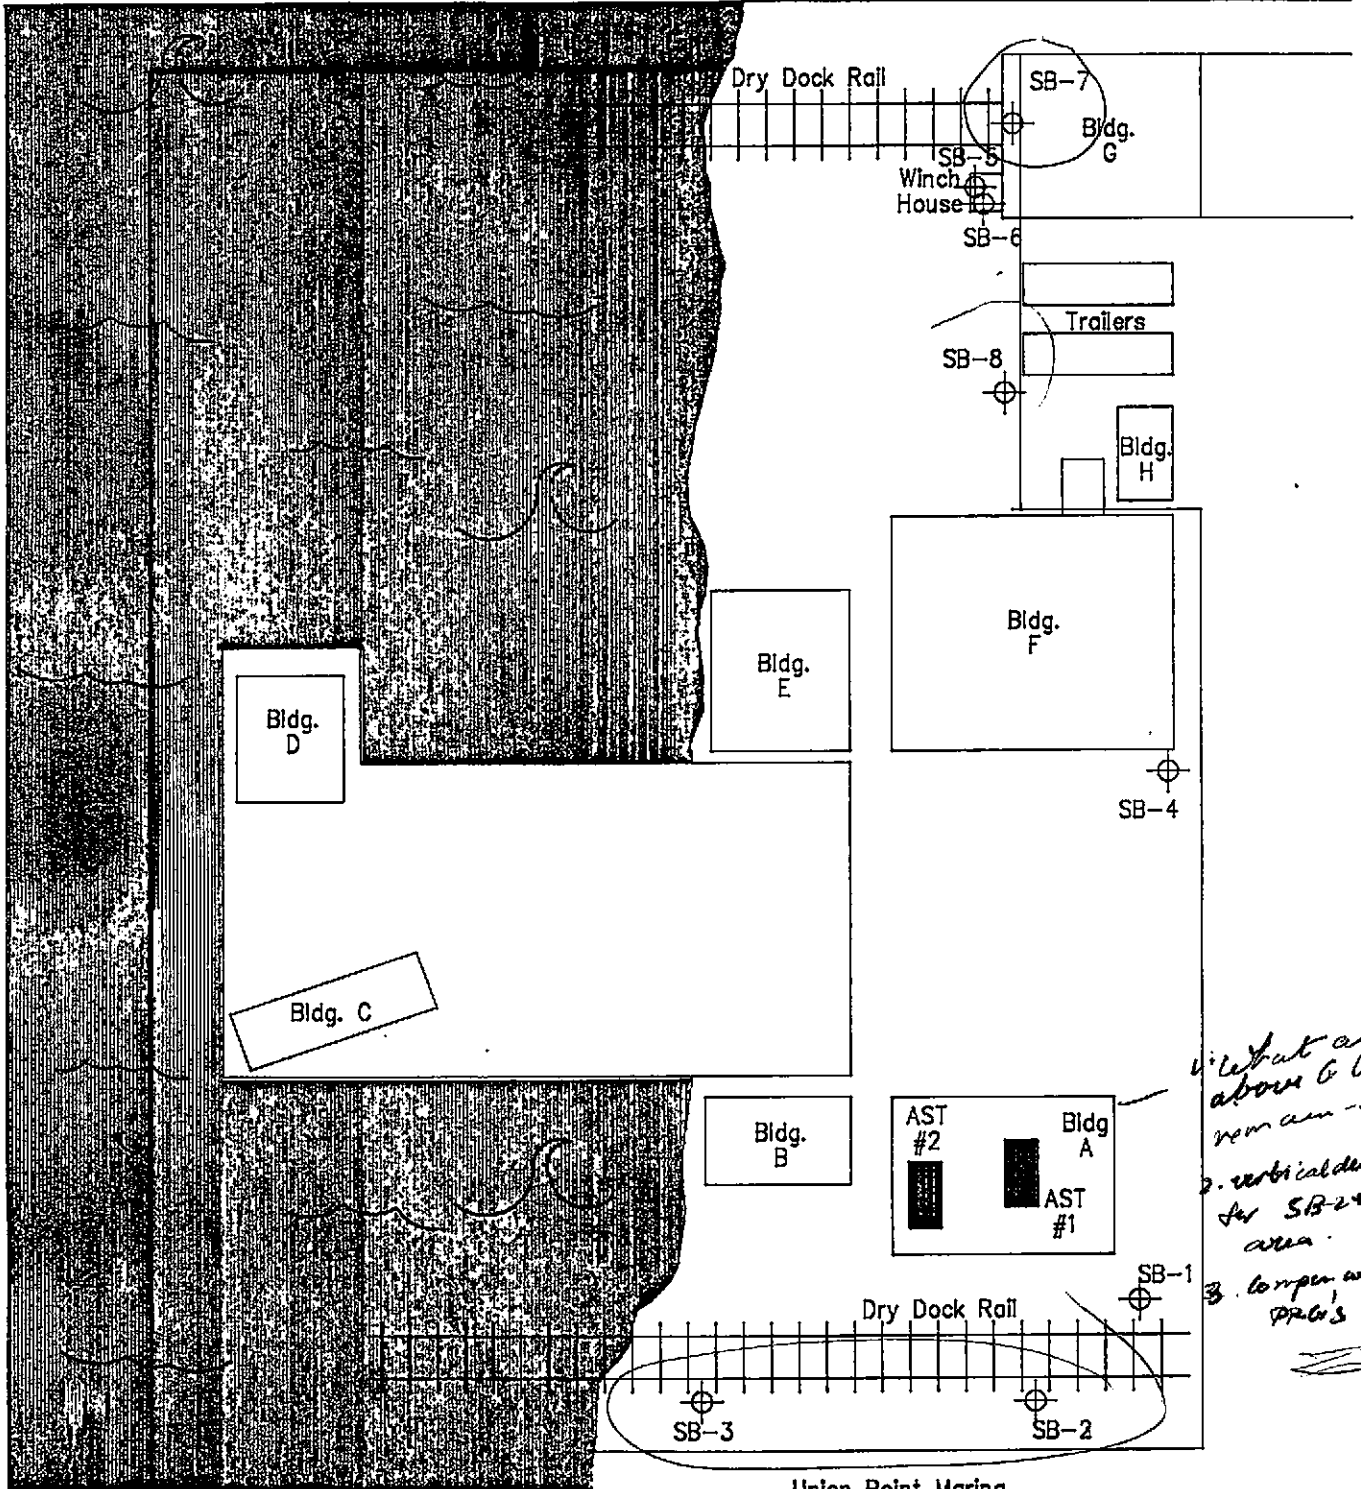 Dry Dock Rail
SB-7
Bldg.
G
SB-5
Winch
House
SB-6
Trailers
SB-8
Bldg.
H
Bldg.
F
Bldg.
E
Bldg.
D
SB-4
Bldg. C
above G
Bldg.
B
AST
#2
Bldg
A
AST
#1
2.
for SB-2
area.
SB-1
3.
Dry Dock Rail
SB-3
SB-2
Union Point Marina